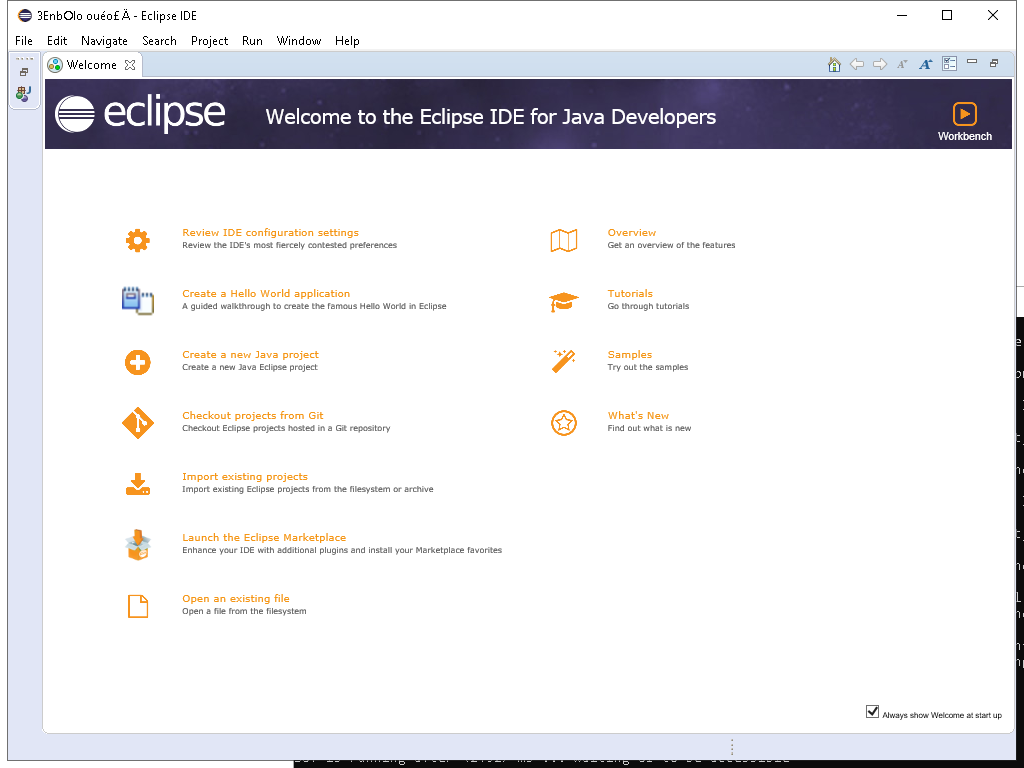 - Eclipse IDE
File Edit Navigate Search Project Run Window Help
Welcome
eclipse
Welcome to the Eclipse IDE for Java Developers
Workbench
Review IDE configuration settings
Review the IDE's most fiercely contested preferences
Overview
Get an overview of the features
Create a Hello World application
A guided walkthrough to create the famous Hello World in Eclipse
Tutorials
Go through tutorials
Create a new Java project
Create a new Java Eclipse project
Samples
Try out the samples
Checkout projects from Git
Checkout Eclipse projects hosted in a Git repository
What's New
Find out what is new
Import existing projects
Import existing Eclipse projects from the filesystem or archive
Launch the Eclipse Marketplace
Enhance your IDE with additional plugins and install your Marketplace favorites
Open an existing file
Open a file from the filesystem
Always show Welcome at start up